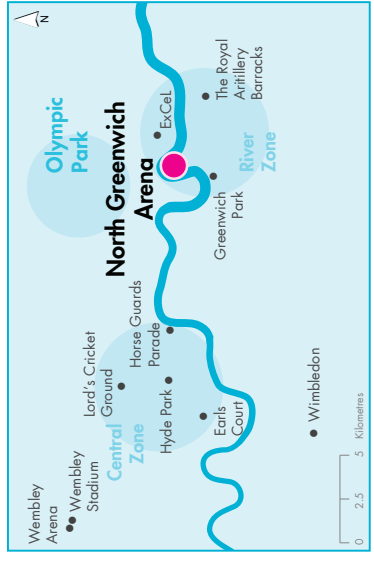 N
Wembley
Arena
Wembley
Stadium
Central
Zone
Lord's Cricket
Ground
Hyde Park
Horse Guards
Parade
Earls
Court
Wimbledon
Olympic
Park
North Greenwich
Arena
ExCeL
The Royal
Aritillery
Barracks
Greenwich
Park
River
Zone
0 2.5 5 Kilometres